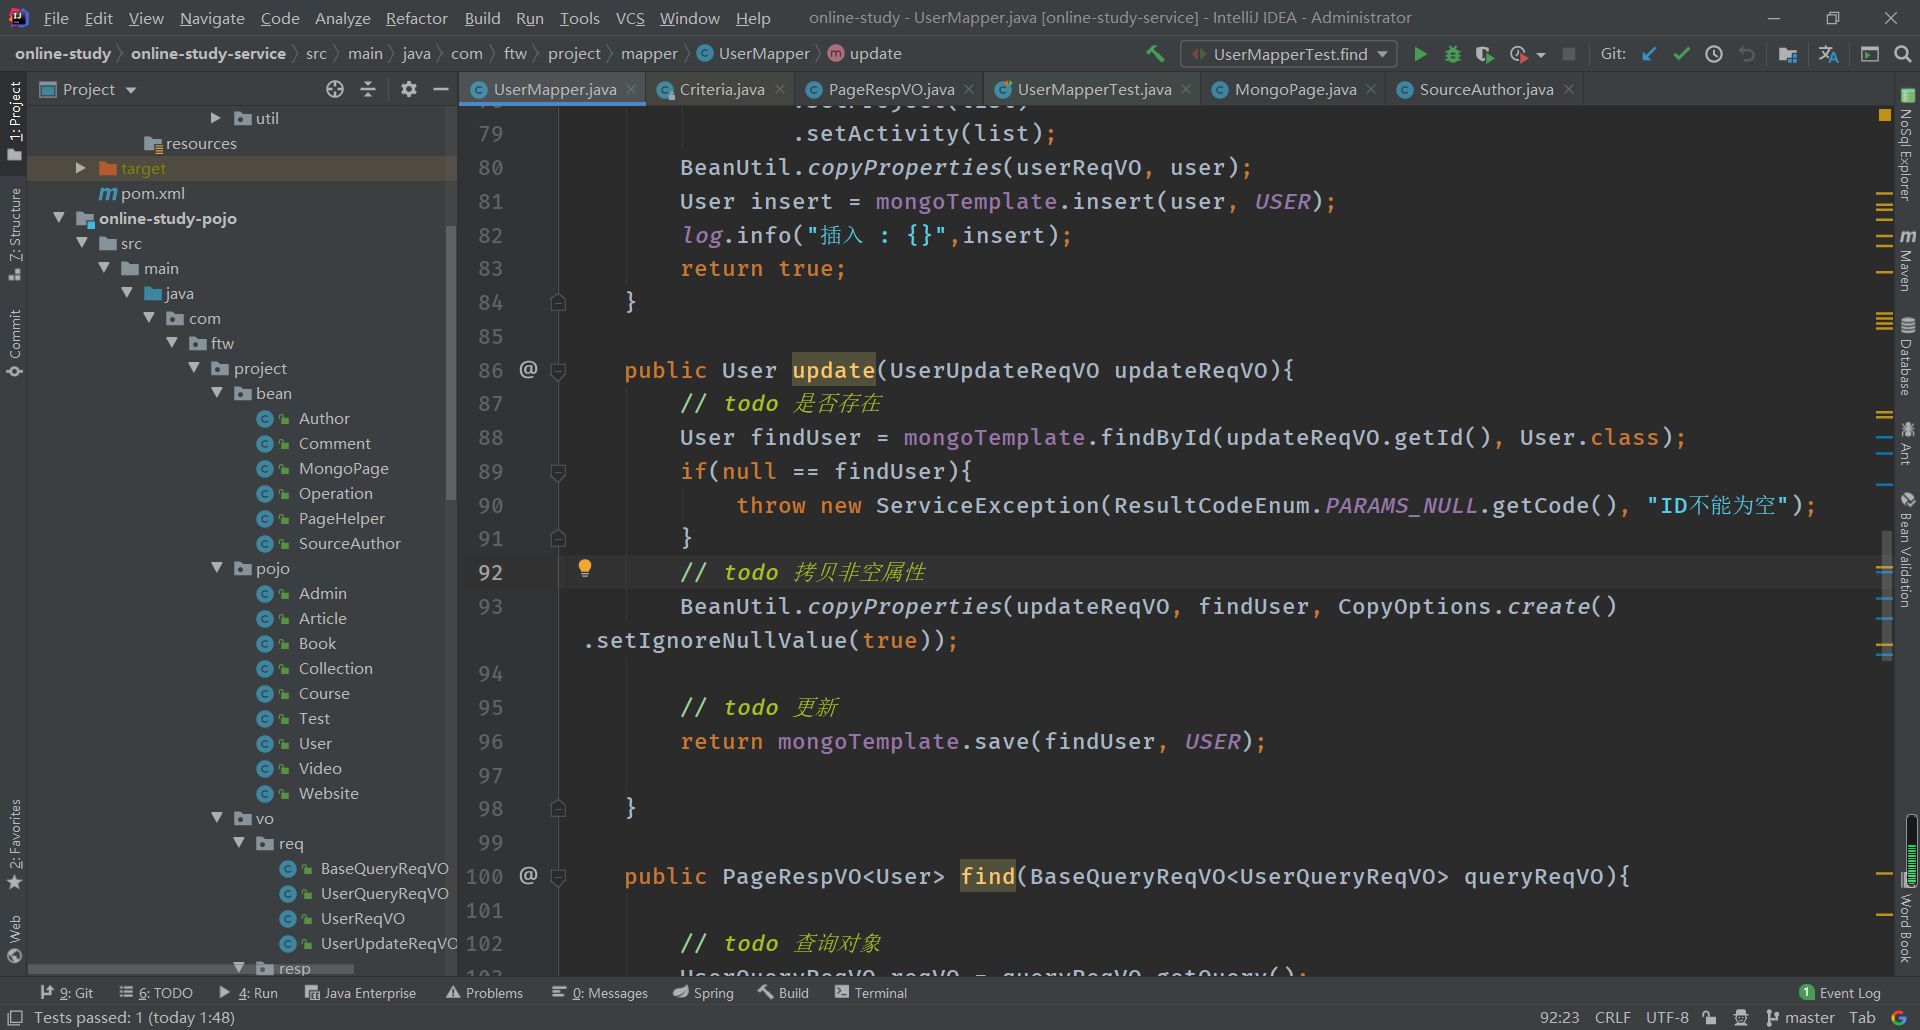 File Edit View Navigate Code Analyze Refactor Build Run Tools VCS Window Help online-study - UserMapper.java [online-study-service] - IntelliJ IDEA - Administrator
online-study online-study-service src main java com ftw project mapper UserMapper update UserMapperTest.find Git:
Project UserMapper.java Criteria.java PageRespVO.java UserMapperTest.java MongoPage.java SourceAuthor.java
1: Project
7: Structure
Commit
2: Favorites
Web
util
resources
target
pom.xml
online-study-pojo
src
main
java
com
ftw
project
bean
Author
Comment
MongoPage
Operation
PageHelper
SourceAuthor
pojo
Admin
Article
Book
Collection
Course
Test
User
Video
Website
vo
req
BaseQueryReqVO
UserQueryReqVO
UserReqVO
UserUpdateReqVO
resp
79 .setActivity(list);
80 BeanUtil.copyProperties(userReqVO, user);
81 User insert = mongoTemplate.insert(user, USER);
82 log.info("插入 : {}",insert);
83 return true;
84 }
85
86 @ public User update(UserUpdateReqVO updateReqVO){
87 // todo 是否存在
88 User findUser = mongoTemplate.findById(updateReqVO.getId(), User.class);
89 if(null == findUser){
90 throw new ServiceException(ResultCodeEnum.PARAMS_NULL.getCode(), "ID不能为空");
91 }
92 // todo 拷贝非空属性
93 BeanUtil.copyProperties(updateReqVO, findUser, CopyOptions.create()
.setIgnoreNullValue(true));
94
95 // todo 更新
96 return mongoTemplate.save(findUser, USER);
97
98 }
99
100 @ public PageRespVO<User> find(BaseQueryReqVO<UserQueryReqVO> queryReqVO){
101
102 // todo 查询对象
103 UserQueryReqVO reqVO = queryReqVO.getQuery();
NoSql Explorer
Maven
Database
Ant
Bean Validation
Word Book
9: Git 6: TODO 4: Run Java Enterprise Problems 0: Messages Spring Build Terminal 1 Event Log
Tests passed: 1 (today 1:48) 92:23 CRLF UTF-8 master Tab